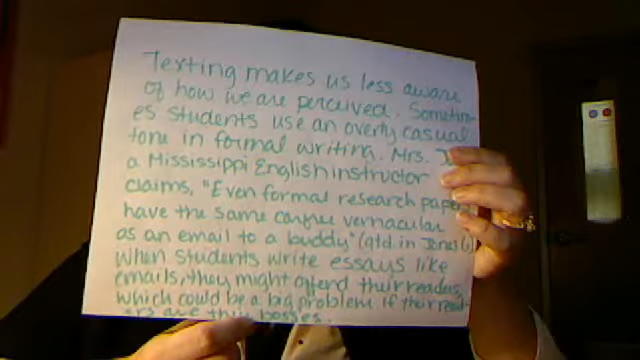 Texting makes us less aware
of how we are perceived. Sometim-
es students use an overly casual
tone in formal writing. Mrs.
a Mississippi English instructor
claims, "Even formal research papers
have the same vernacular
as an email to a buddy" (qtd. in Jones
When students write essays like
emails, they might offend their readers,
which could be a big problem if their read-
ers are their bosses.